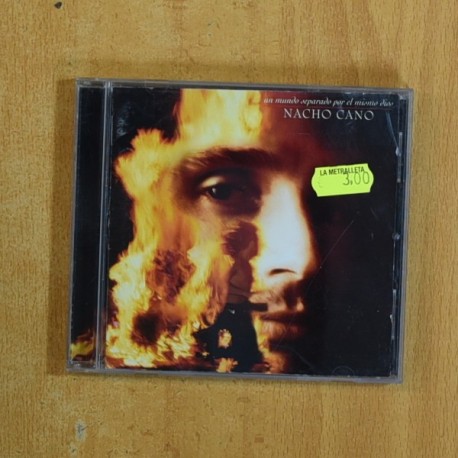 un mundo separado por el mismo dios
NACHO CANO
LA METRALLETA
3,00